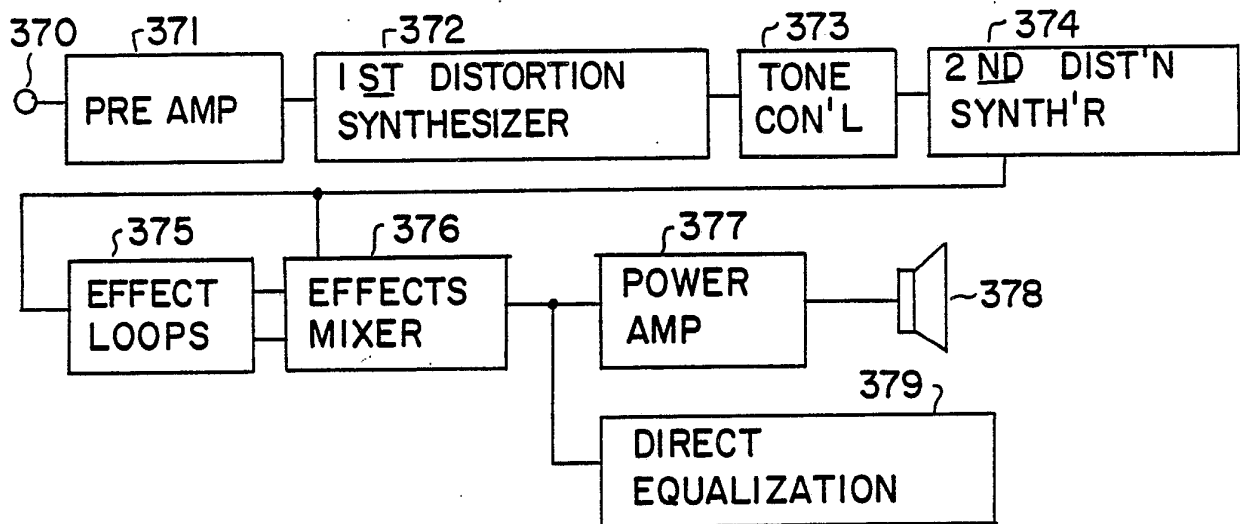 370
371
372
373
374
PRE AMP
1 ST DISTORTION
SYNTHESIZER
TONE
CON'L
2 ND DIST'N
SYNTH'R
375
376
377
378
EFFECT
LOOPS
EFFECTS
MIXER
POWER
AMP
379
DIRECT
EQUALIZATION